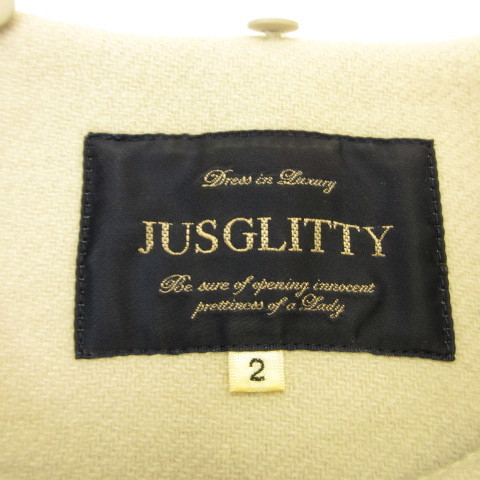 Dress in Luxury
JUSGLITTY
Be sure of opening innocent
prettiness of a Lady
2